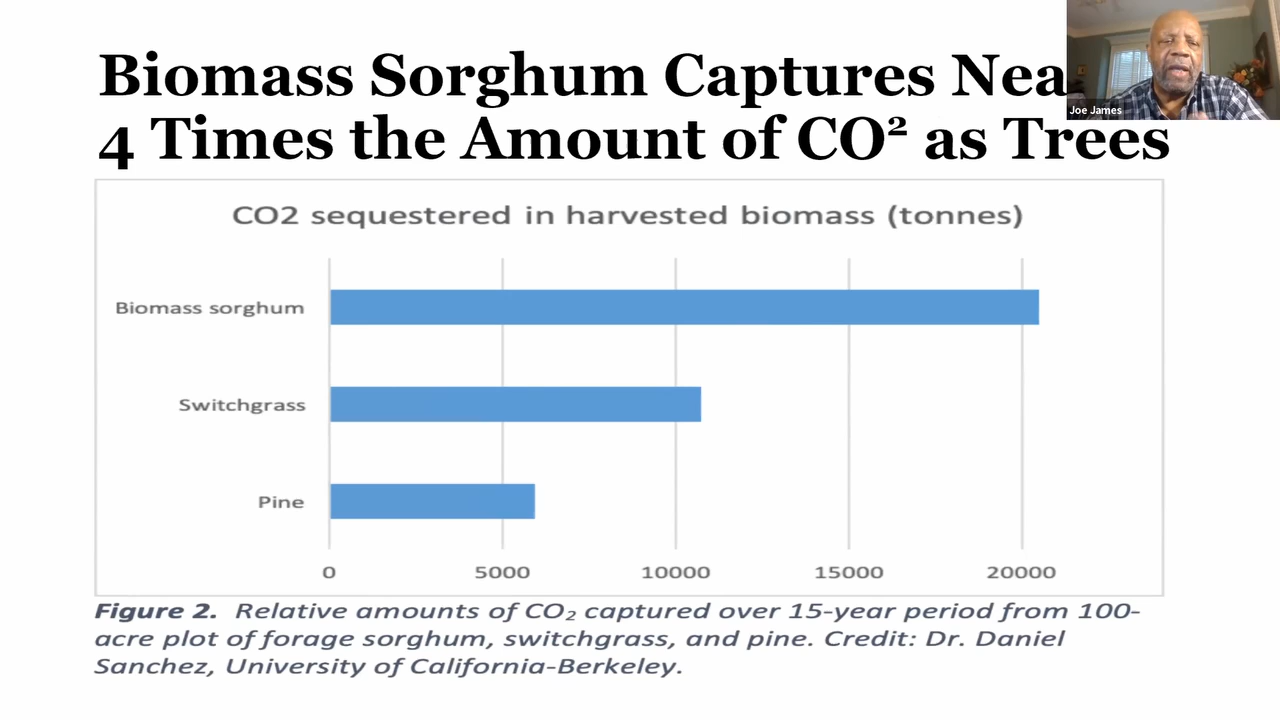 Biomass Sorghum Captures Nea
4 Times the Amount of CO² as Trees
Joe James
CO2 sequestered in harvested biomass (tonnes)
Biomass sorghum
Switchgrass
Pine
0 5000 10000 15000 20000
Figure 2. Relative amounts of CO₂ captured over 15-year period from 100-
acre plot of forage sorghum, switchgrass, and pine. Credit: Dr. Daniel
Sanchez, University of California-Berkeley.